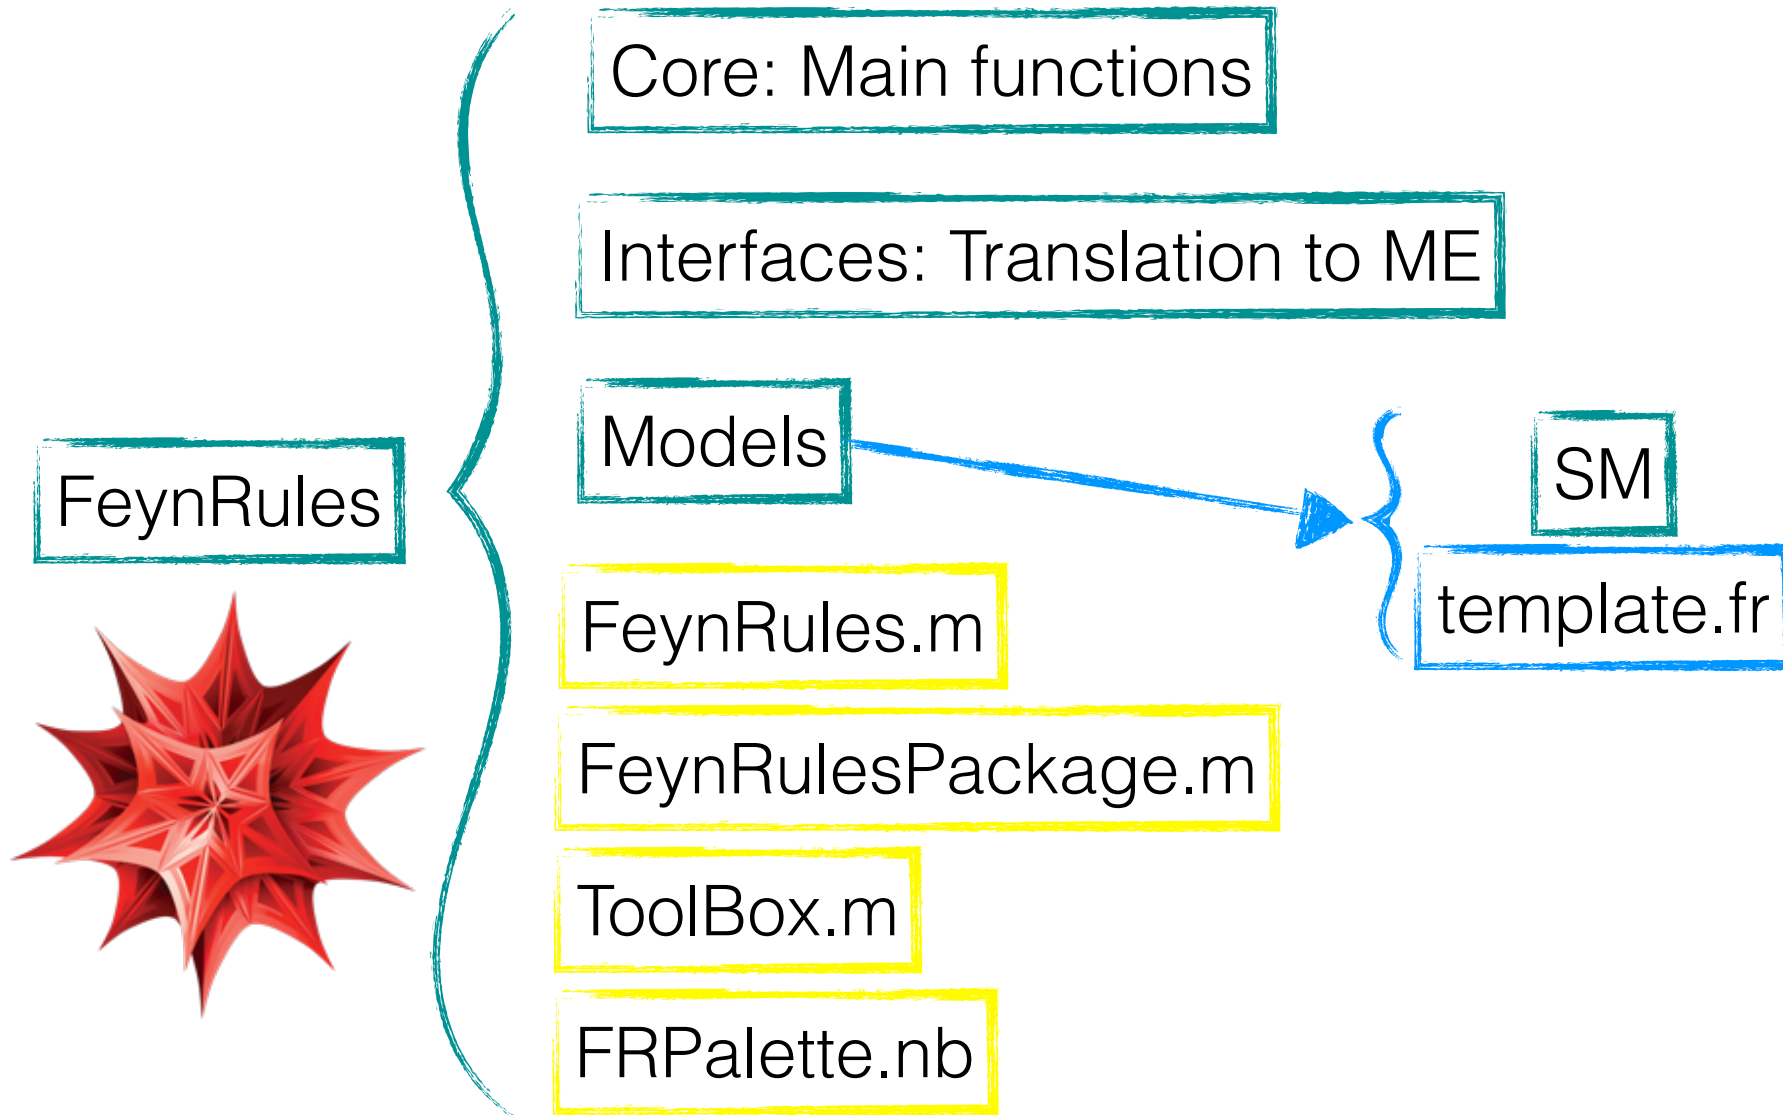 Core: Main functions
Interfaces: Translation to ME
Models
SM
FeynRules
template.fr
FeynRules.m
FeynRulesPackage.m
ToolBox.m
FRPalette.nb